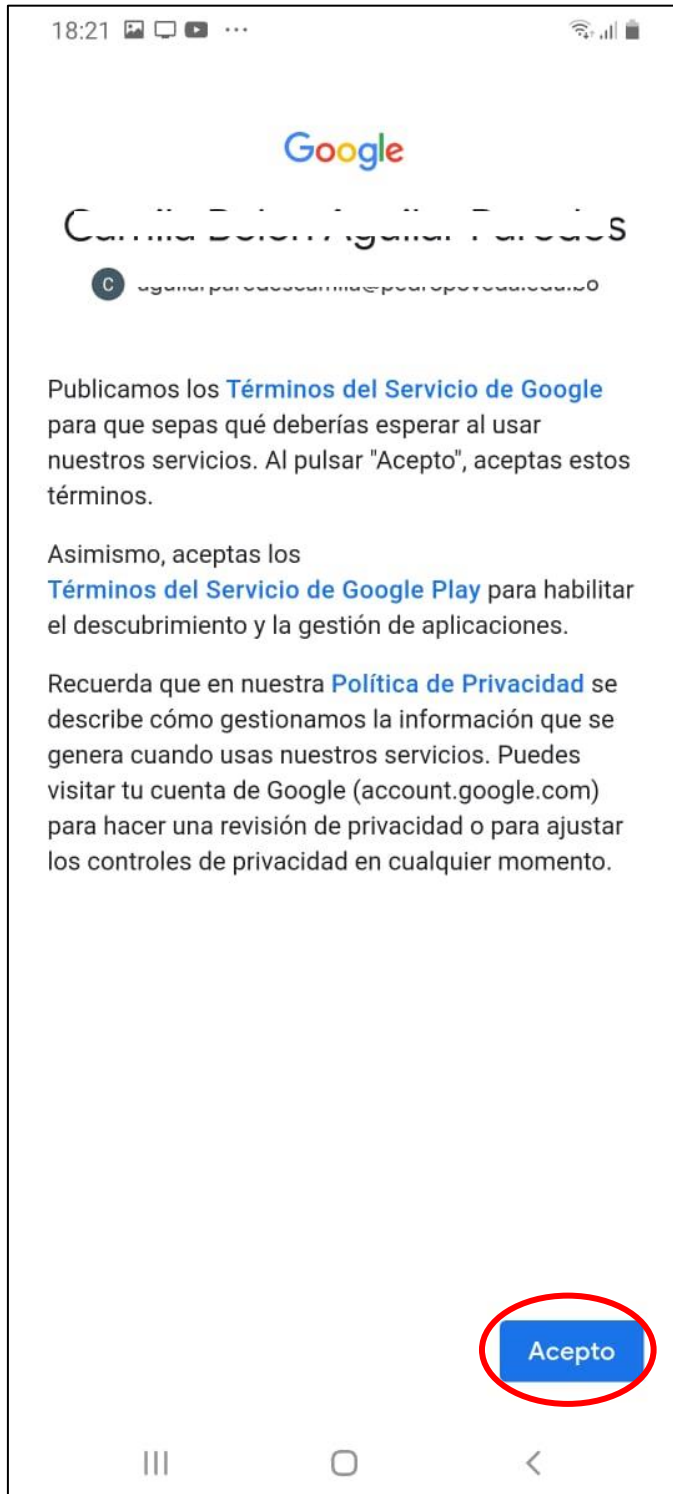 18:21
Google
Publicamos los Términos del Servicio de Google
para que sepas qué deberías esperar al usar
nuestros servicios. Al pulsar "Acepto", aceptas estos
términos.
Asimismo, aceptas los
Términos del Servicio de Google Play para habilitar
el descubrimiento y la gestión de aplicaciones.
Recuerda que en nuestra Política de Privacidad se
describe cómo gestionamos la información que se
genera cuando usas nuestros servicios. Puedes
visitar tu cuenta de Google (account.google.com)
para hacer una revisión de privacidad o para ajustar
los controles de privacidad en cualquier momento.
Acepto